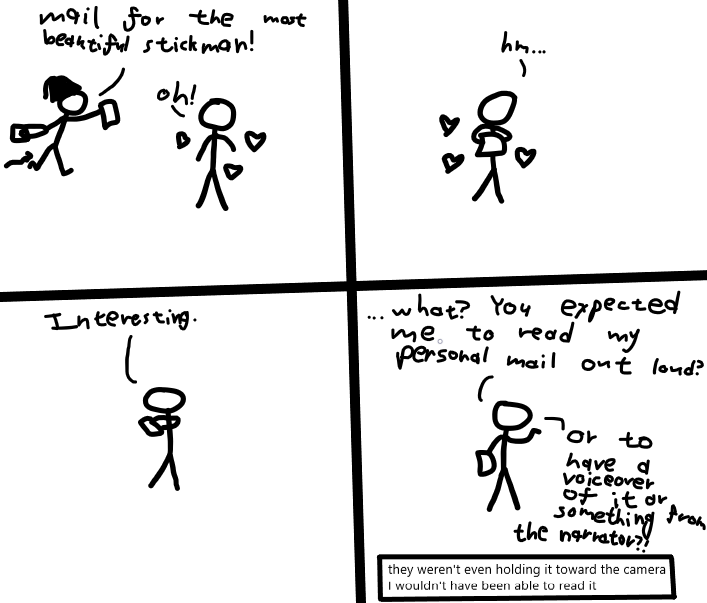 mail for the most
beautiful stickman!
oh!
hm...
Interesting.
...what? You expected
me to read my
personal mail out loud?
or to
have a
voiceover
of it or
something from
the narrator?!
they weren't even holding it toward the camera
I wouldn't have been able to read it